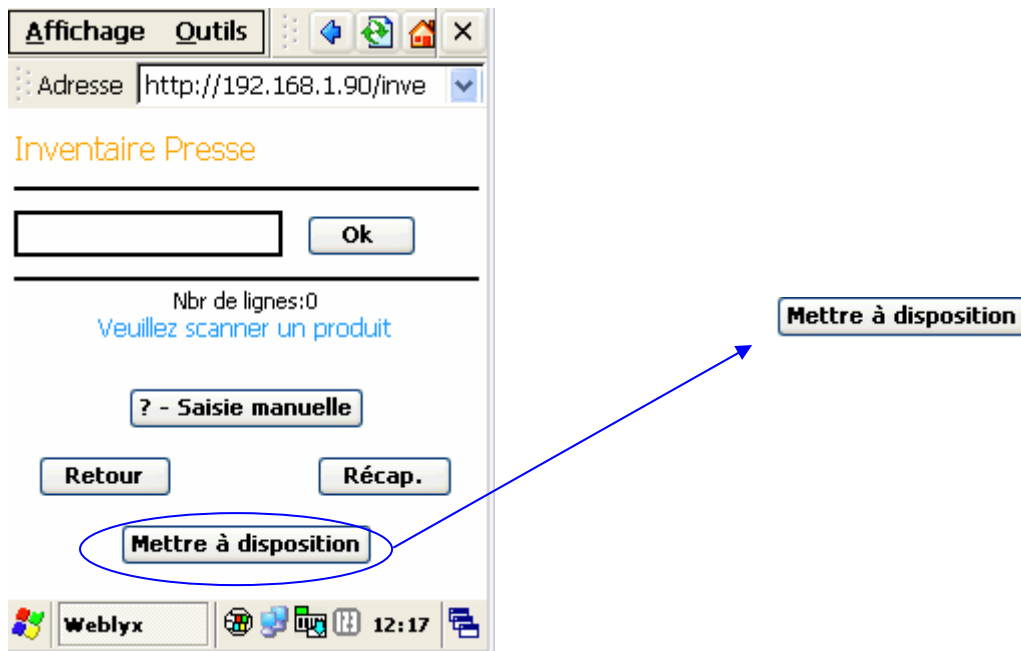 Affichage Outils
Adresse http://192.168.1.90/inve
Inventaire Presse
Ok
Nbr de lignes:0
Veuillez scanner un produit
Mettre à disposition
? - Saisie manuelle
Retour Récap.
Mettre à disposition
Weblyx 12:17